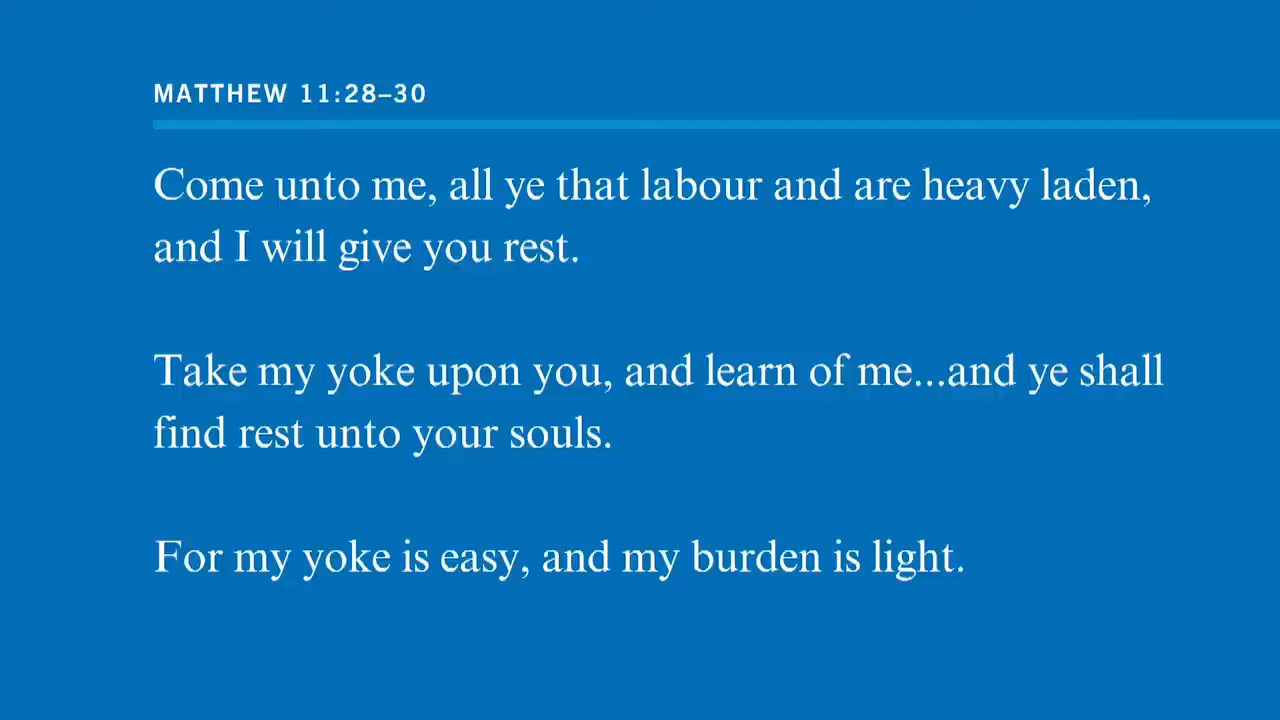 MATTHEW 11:28–30
Come unto me, all ye that labour and are heavy laden,
and I will give you rest.
Take my yoke upon you, and learn of me...and ye shall
find rest unto your souls.
For my yoke is easy, and my burden is light.